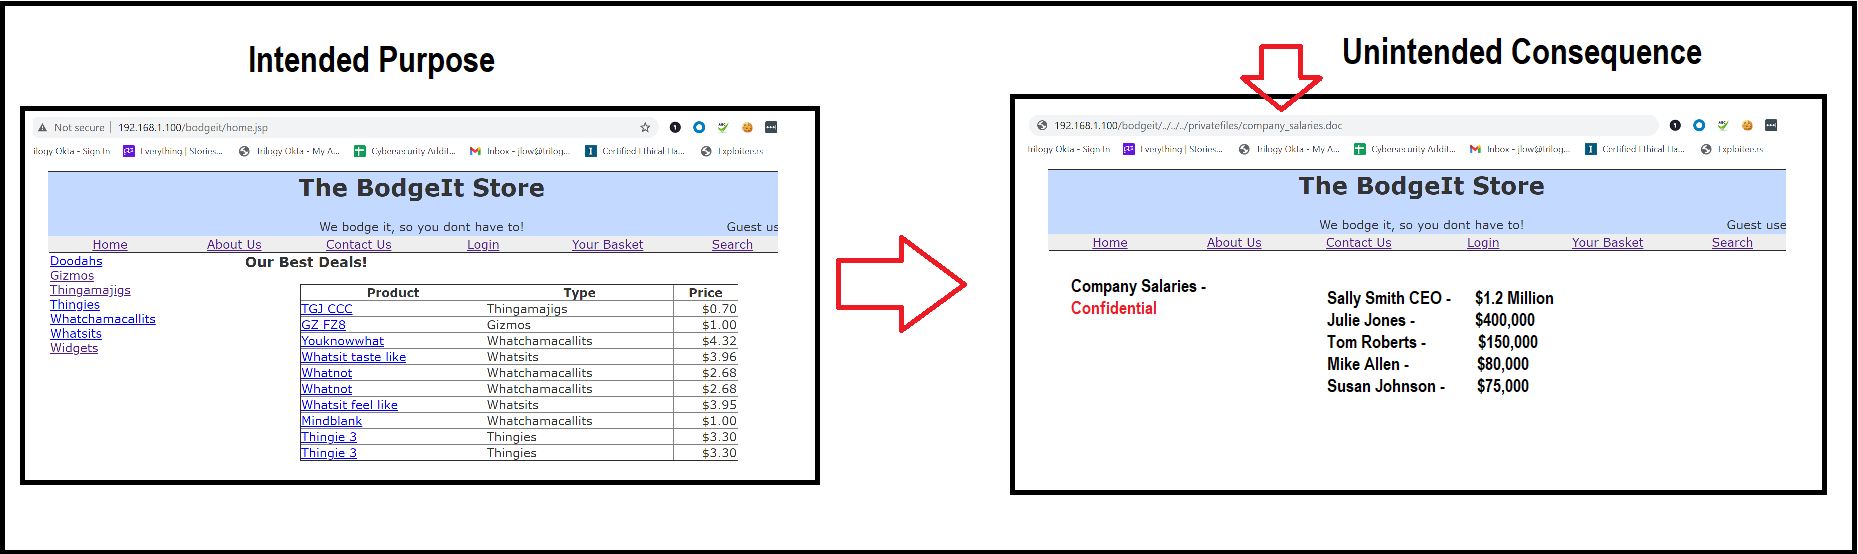 Intended Purpose
Unintended Consequence
Not secure 192.168.1.100/bodgeit/home.jsp
Trilogy Okta - Sign In Everything | Stories... Trilogy Okta - My A... Cybersecurity Addit... Inbox - jlow@trilog... Certified Ethical Ha... Exploitee.rs
The BodgeIt Store
We bodge it, so you dont have to!
Guest us
Home About Us Contact Us Login Your Basket Search
Doodahs
Gizmos
Thingamajigs
Thingies
Whatchamacallits
Whatsits
Widgets
Our Best Deals!
Product Type Price
TGJ CCC Thingamajigs $0.70
GZ FZ8 Gizmos $1.00
Youknowwhat Whatchamacallits $4.32
Whatsit taste like Whatsits $3.96
Whatnot Whatchamacallits $2.68
Whatnot Whatchamacallits $2.68
Whatsit feel like Whatsits $3.95
Mindblank Whatchamacallits $1.00
Thingie 3 Thingies $3.30
Thingie 3 Thingies $3.30
192.168.1.100/bodgeit/../../../privatefiles/company_salaries.doc
Trilogy Okta - Sign In Everything | Stories... Trilogy Okta - My A... Cybersecurity Addit... Inbox - jlow@trilog... Certified Ethical Ha... Exploitee.rs
The BodgeIt Store
We bodge it, so you dont have to!
Guest use
Home About Us Contact Us Login Your Basket Search
Company Salaries -
Confidential
Sally Smith CEO - $1.2 Million
Julie Jones - $400,000
Tom Roberts - $150,000
Mike Allen - $80,000
Susan Johnson - $75,000